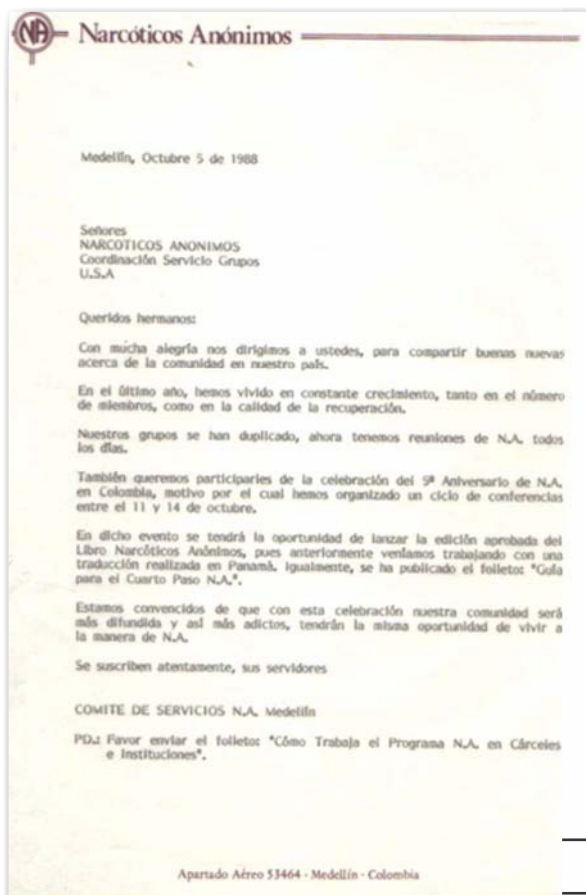 NA Narcóticos Anónimos
Medellín, Octubre 5 de 1988
Señores
NARCOTICOS ANONIMOS
Coordinación Servicio Grupos
U.S.A
Queridos hermanos:
Con mucha alegría nos dirigimos a ustedes, para compartir buenas nuevas
acerca de la comunidad en nuestro país.
En el último año, hemos vivido en constante crecimiento, tanto en el número
de miembros, como en la calidad de la recuperación.
Nuestros grupos se han duplicado, ahora tenemos reuniones de N.A. todos
los días.
También queremos participarles de la celebración del 5º Aniversario de N.A.
en Colombia, motivo por el cual hemos organizado un ciclo de conferencias
entre el 11 y 14 de octubre.
En dicho evento se tendrá la oportunidad de lanzar la edición aprobada del
Libro Narcóticos Anónimos, pues anteriormente veníamos trabajando con una
traducción realizada en Panamá. Igualmente, se ha publicado el folleto: "Guía
para el Cuarto Paso N.A.".
Estamos convencidos de que con esta celebración nuestra comunidad será
más difundida y así más adictos, tendrán la misma oportunidad de vivir a
la manera de N.A.
Se suscriben atentamente, sus servidores
COMITE DE SERVICIOS N.A. Medellín
PD.: Favor enviar el folleto: "Cómo Trabaja el Programa N.A. en Cárceles
e Instituciones".
Apartado Aéreo 53464 - Medellín - Colombia